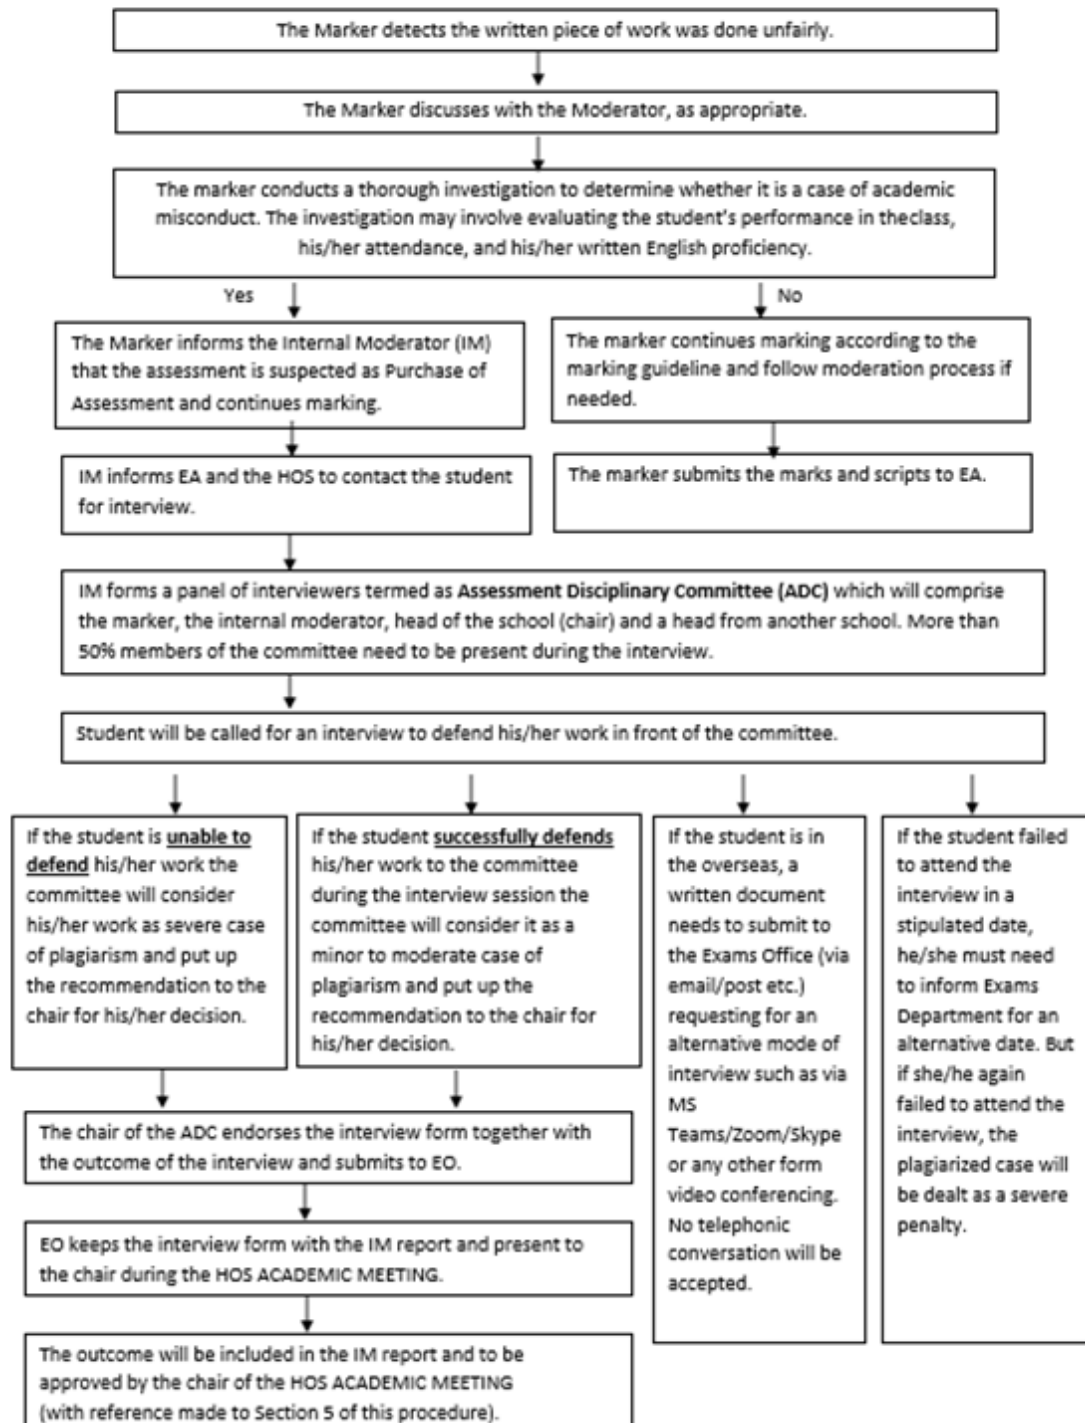 The Marker detects the written piece of work was done unfairly.
The Marker discusses with the Moderator, as appropriate.
The marker conducts a thorough investigation to determine whether it is a case of academic
misconduct. The investigation may involve evaluating the student's performance in theclass,
his/her attendance, and his/her written English proficiency.
Yes
No
The Marker informs the Internal Moderator (IM)
that the assessment is suspected as Purchase of
Assessment and continues marking.
The marker continues marking according to the
marking guideline and follow moderation process if
needed.
IM informs EA and the HOS to contact the student
for interview.
The marker submits the marks and scripts to EA.
IM forms a panel of interviewers termed as Assessment Disciplinary Committee (ADC) which will comprise
the marker, the internal moderator, head of the school (chair) and a head from another school. More than
50% members of the committee need to be present during the interview.
Student will be called for an interview to defend his/her work in front of the committee.
If the student is unable to
defend his/her work the
committee will consider
his/her work as severe case
of plagiarism and put up
the recommendation to the
chair for his/her decision.
If the student successfully defends
his/her work to the committee
during the interview session the
committee will consider it as a
minor to moderate case of
plagiarism and put up the
recommendation to the chair for
his/her decision.
If the student is in
the overseas, a
written document
needs to submit to
the Exams Office (via
email/post etc.)
requesting for an
alternative mode of
interview such as via
MS
Teams/Zoom/Skype
or any other form
video conferencing.
No telephonic
conversation will be
accepted.
If the student failed
to attend the
interview in a
stipulated date,
he/she must need
to inform Exams
Department for an
alternative date. But
if she/he again
failed to attend the
interview, the
plagiarized case will
be dealt as a severe
penalty.
The chair of the ADC endorses the interview form together with
the outcome of the interview and submits to EO.
EO keeps the interview form with the IM report and present to
the chair during the HOS ACADEMIC MEETING.
The outcome will be included in the IM report and to be
approved by the chair of the HOS ACADEMIC MEETING
(with reference made to Section 5 of this procedure).